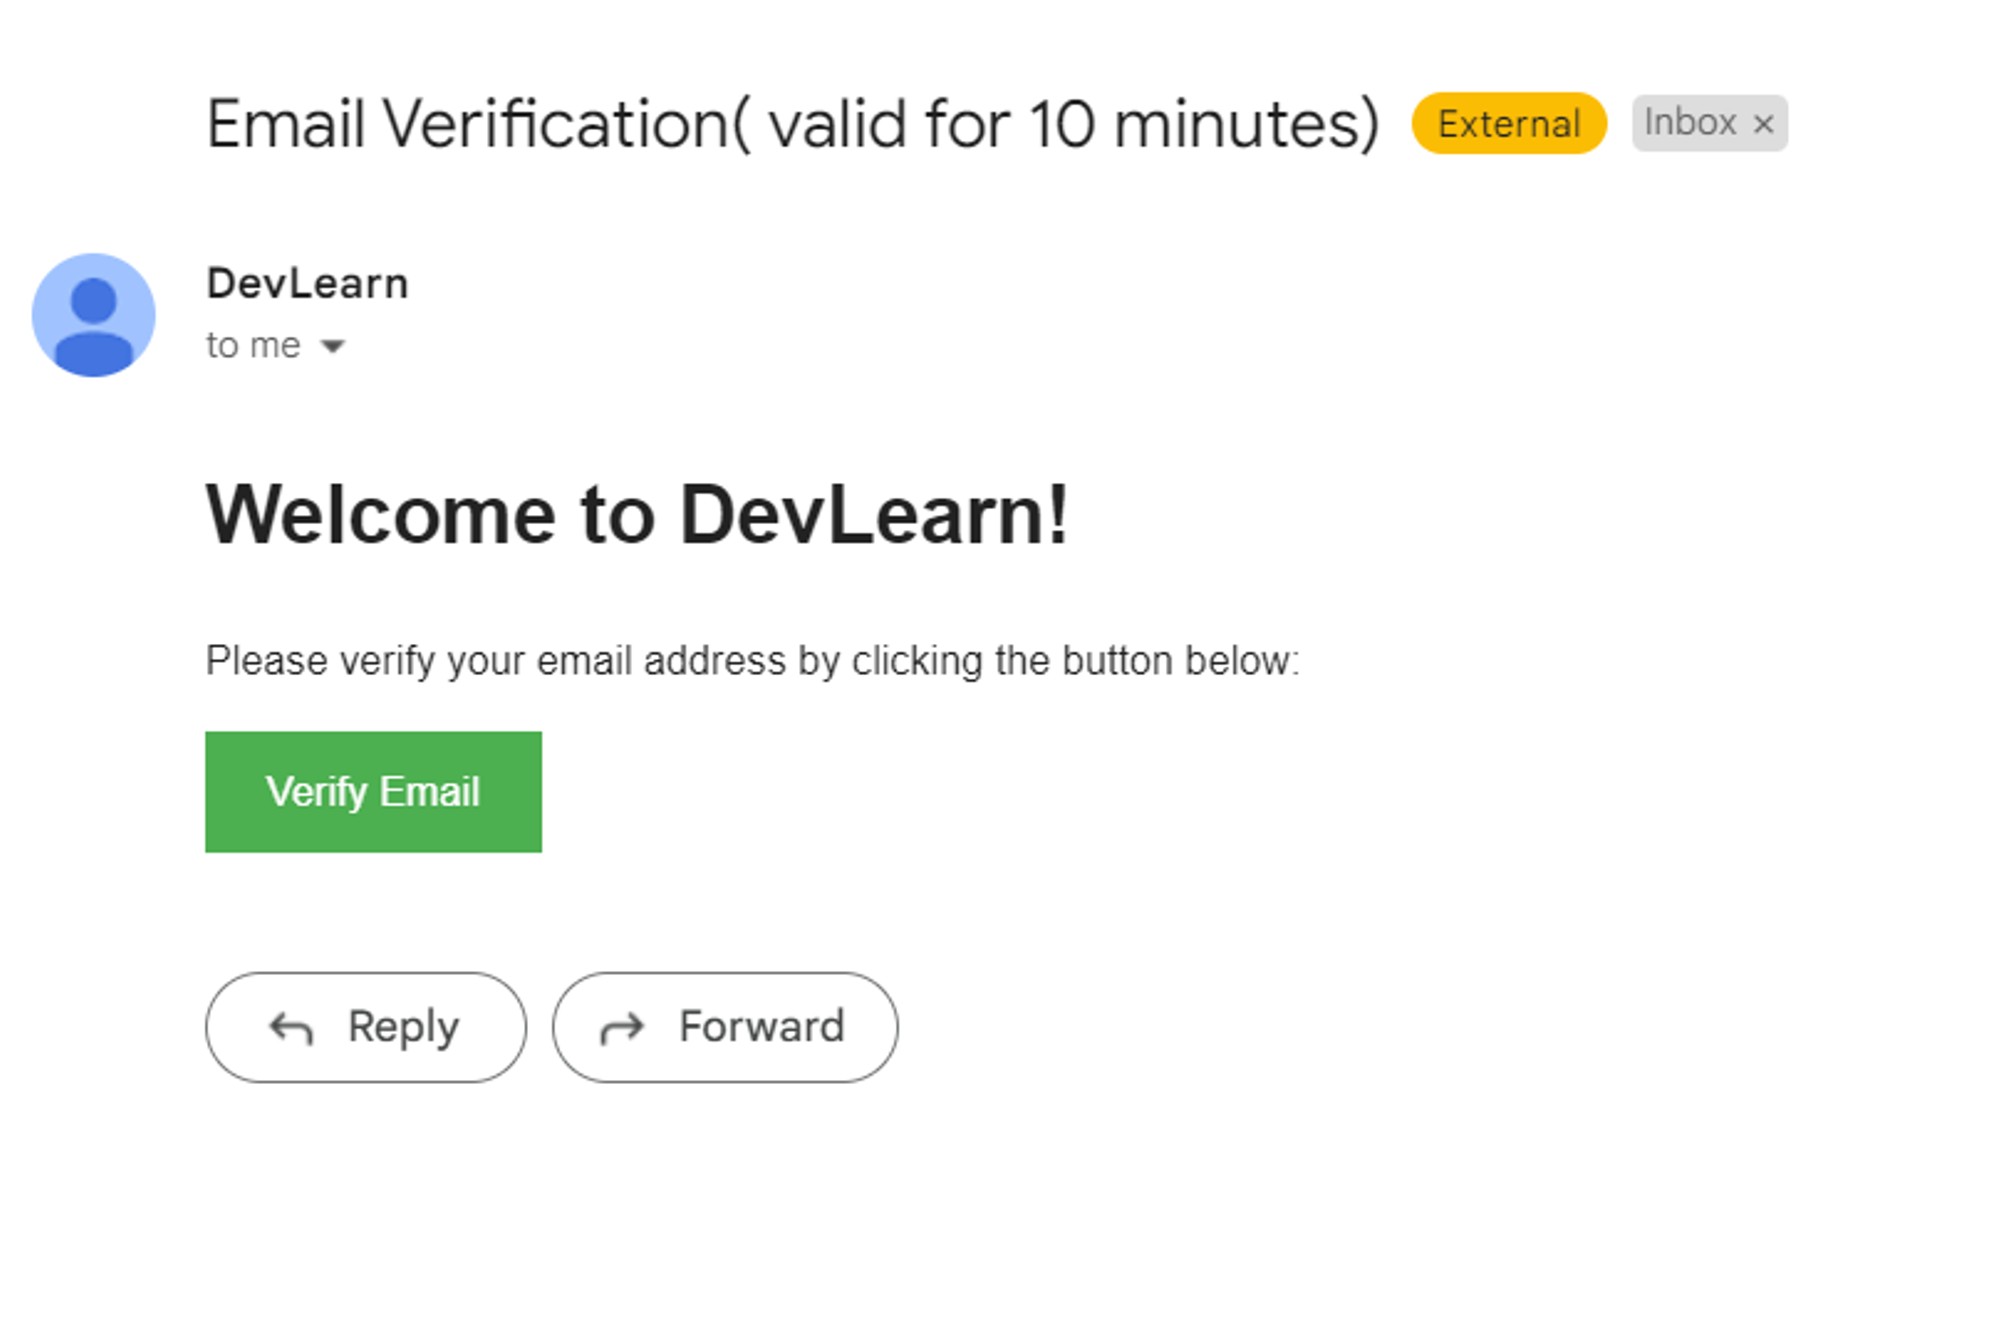 Email Verification( valid for 10 minutes) External Inbox ×
DevLearn
to me
Welcome to DevLearn!
Please verify your email address by clicking the button below:
Verify Email
Reply Forward